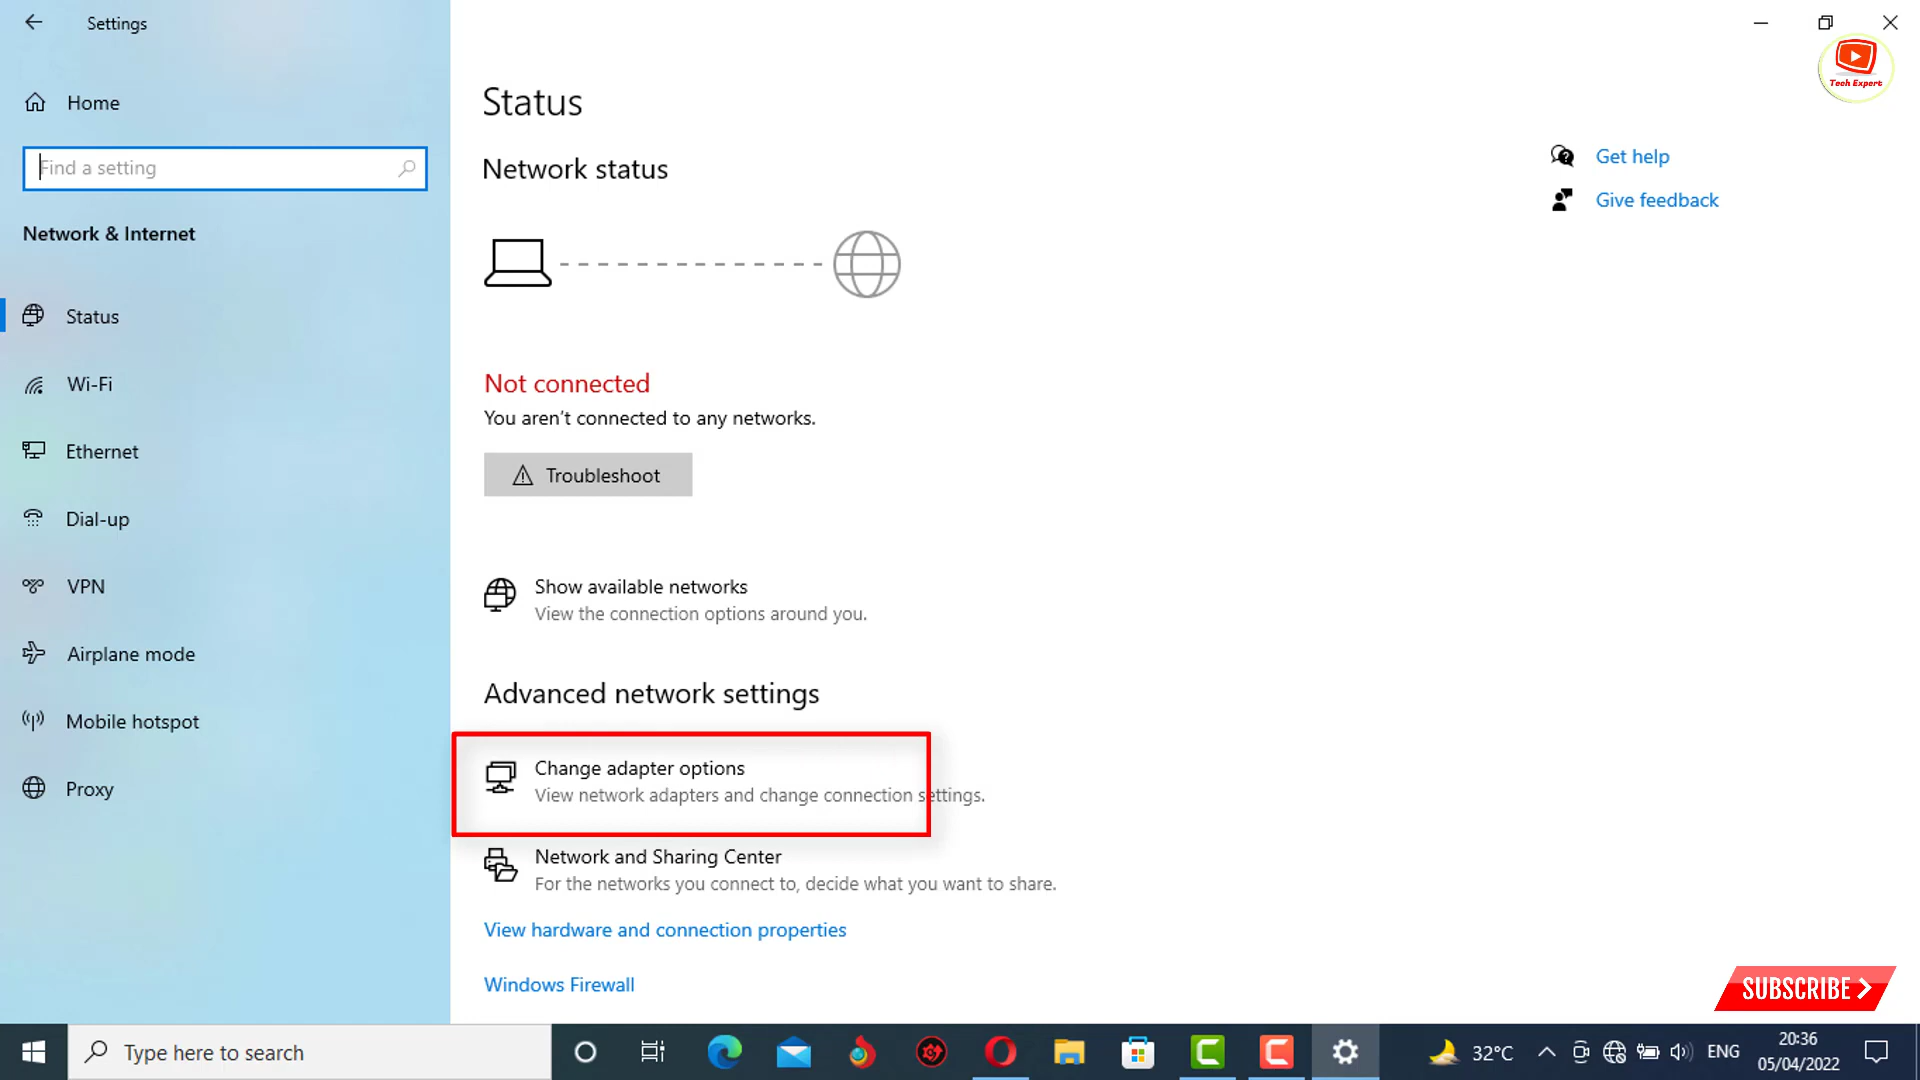 Settings
Home
Find a setting
Network & Internet
Status
Wi-Fi
Ethernet
Dial-up
VPN
Airplane mode
Mobile hotspot
Proxy
Status
Network status
Not connected
You aren't connected to any networks.
Troubleshoot
Show available networks
View the connection options around you.
Advanced network settings
Change adapter options
View network adapters and change connection settings.
Network and Sharing Center
For the networks you connect to, decide what you want to share.
View hardware and connection properties
Windows Firewall
Tech Expert
Get help
Give feedback
SUBSCRIBE
Type here to search
32°C
ENG
20:36
05/04/2022